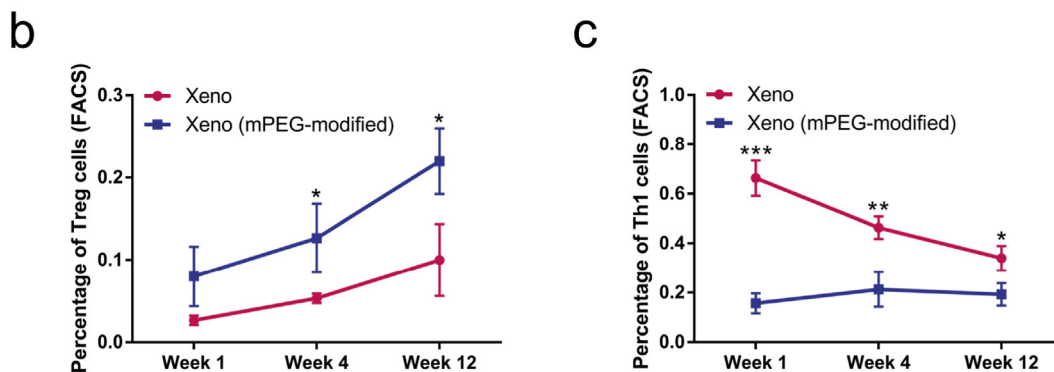 b
Percentage of Treg cells (FACS)
0.3
0.2
0.1
0.0
Xeno
Xeno (mPEG-modified)
*
*
Week 1 Week 4 Week 12
c
Percentage of Th1 cells (FACS)
1.0
0.8
0.6
0.4
0.2
0.0
Xeno
Xeno (mPEG-modified)
***
**
*
Week 1 Week 4 Week 12